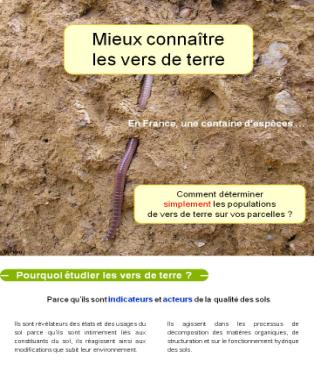 Mieux connaître
les vers de terre
En France, une centaine d'espèces ...
Comment déterminer
simplement les populations
de vers de terre sur vos parcelles ?
Pourquoi étudier les vers de terre ?
Parce qu'ils sont indicateurs et acteurs de la qualité des sols
Ils sont révélateurs des états et des usages du
sol parce qu'ils sont intimement liés aux
constituants du sol, ils réagissent ainsi aux
modifications que subit leur environnement.
Ils agissent dans les processus de
décomposition des matières organiques, de
structuration et sur le fonctionnement hydrique
des sols.